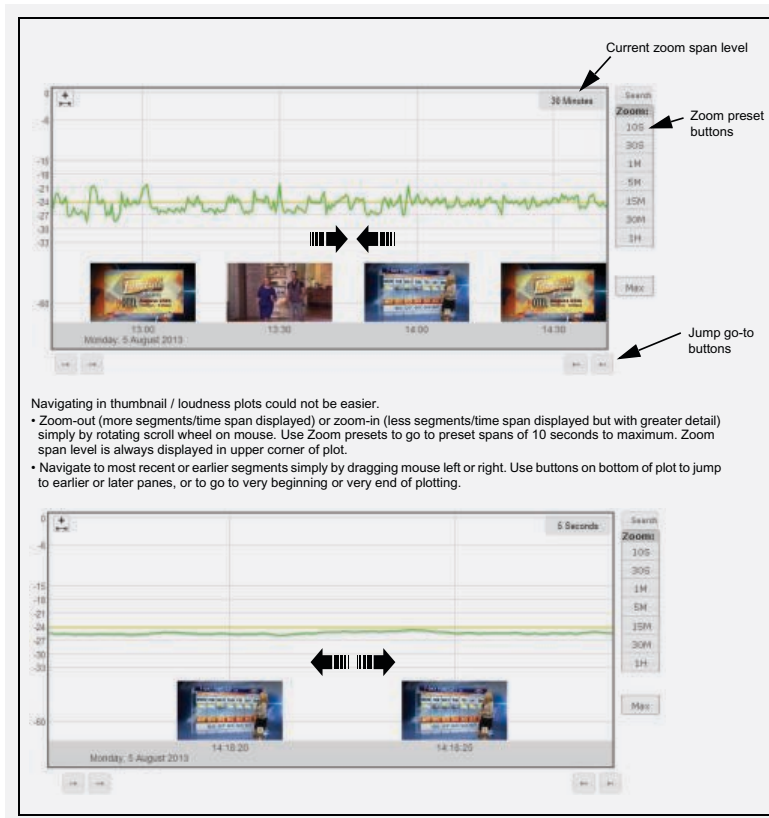 Current zoom span level
0
30 Minutes
Search
Zoom:
Zoom preset
buttons
-6
10S
30S
-15
1M
-18
5M
-21
-24
15M
-27
30M
-30
1H
-33
Max
-60
13:00
13:30
14:00
14:30
Monday, 5 August 2013
Jump go-to
buttons
Navigating in thumbnail / loudness plots could not be easier.
• Zoom-out (more segments/time span displayed) or zoom-in (less segments/time span displayed but with greater detail)
simply by rotating scroll wheel on mouse. Use Zoom presets to go to preset spans of 10 seconds to maximum. Zoom
span level is always displayed in upper corner of plot.
• Navigate to most recent or earlier segments simply by dragging mouse left or right. Use buttons on bottom of plot to jump
to earlier or later panes, or to go to very beginning or very end of plotting.
0
5 Seconds
Search
Zoom:
-6
10S
30S
-15
1M
-18
5M
-21
-24
15M
-27
30M
-30
1H
-33
Max
-60
14:18:20
14:18:25
Monday, 5 August 2013